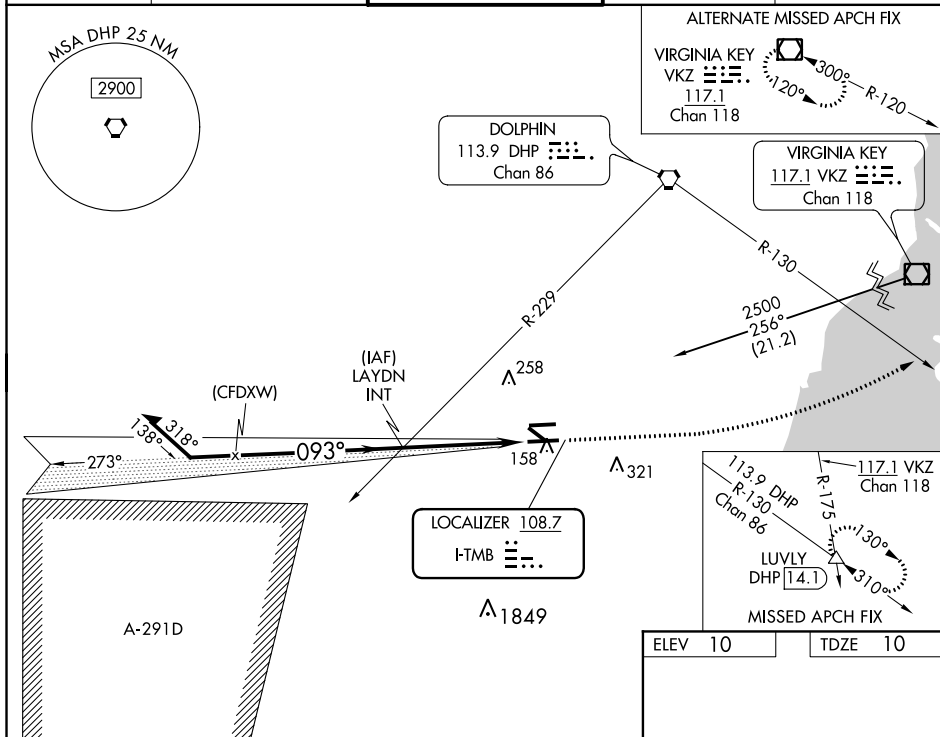 MSA DHP 25 NM
2900
ALTERNATE MISSED APCH FIX
VIRGINIA KEY
VKZ
117.1
Chan 118
300°
120°
R-120
DOLPHIN
113.9 DHP
Chan 86
VIRGINIA KEY
117.1 VKZ
Chan 118
R-130
R-229
2500
256°
(21.2)
(IAF)
LAYDN
INT
258
(CFDXW)
318°
138°
093°
273°
158
321
LOCALIZER 108.7
I-TMB
1849
A-291D
113.9 DHP
R-130
Chan 86
117.1 VKZ
Chan 118
R-175
130°
310°
LUVLY
DHP 14.1
MISSED APCH FIX
ELEV 10
TDZE 10